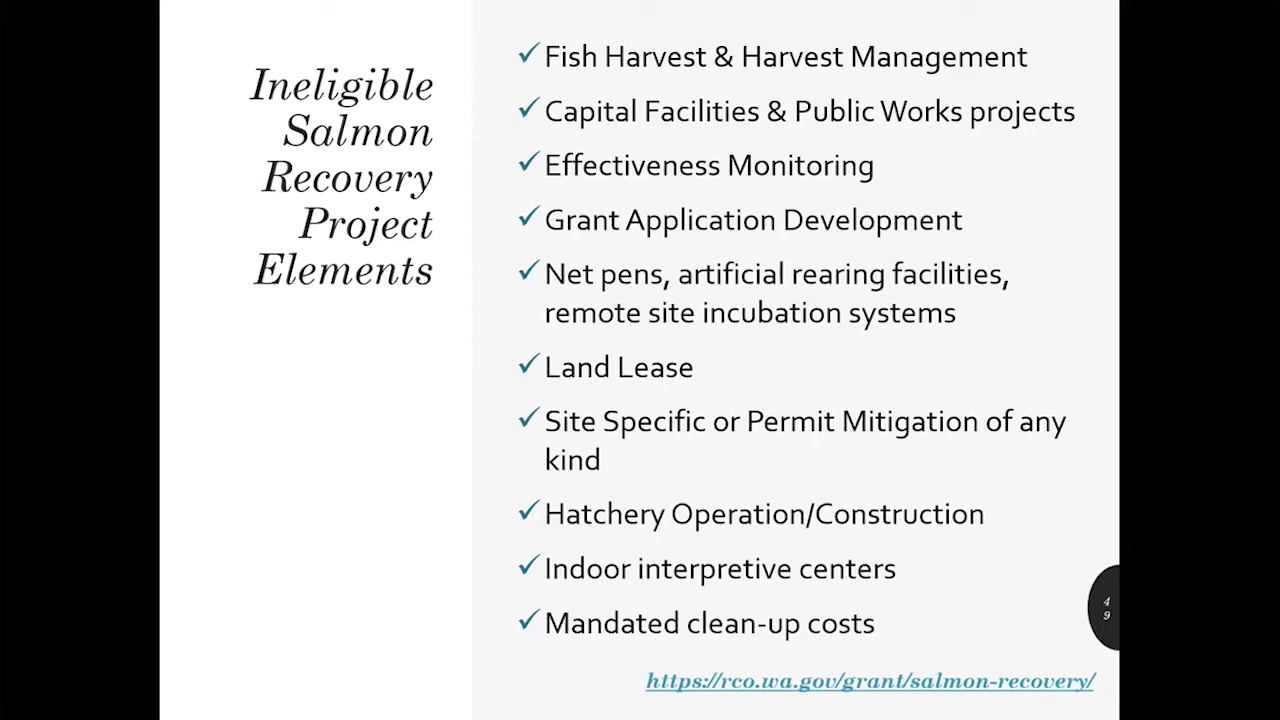 Ineligible
Salmon
Recovery
Project
Elements
Fish Harvest & Harvest Management
Capital Facilities & Public Works projects
Effectiveness Monitoring
Grant Application Development
Net pens, artificial rearing facilities,
remote site incubation systems
Land Lease
Site Specific or Permit Mitigation of any
kind
Hatchery Operation/Construction
Indoor interpretive centers
Mandated clean-up costs
4
9
https://rco.wa.gov/grant/salmon-recovery/